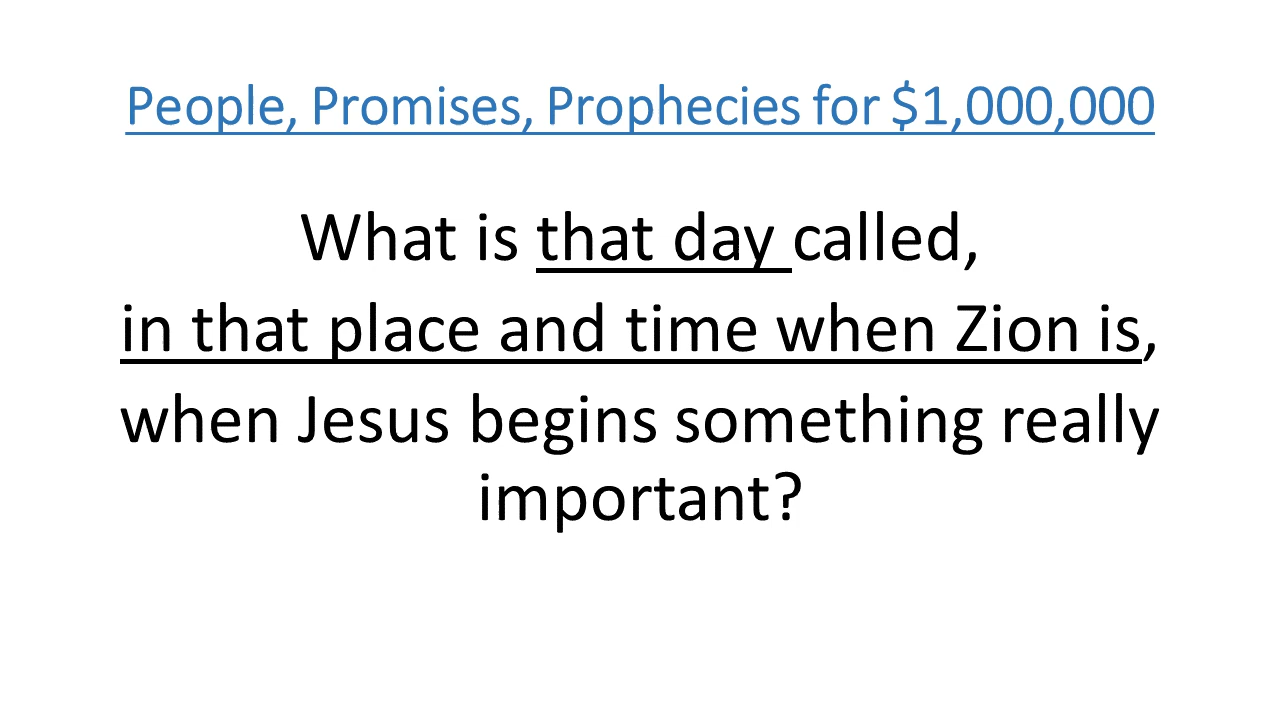 People, Promises, Prophecies for $1,000,000
What is that day called,
in that place and time when Zion is,
when Jesus begins something really
important?